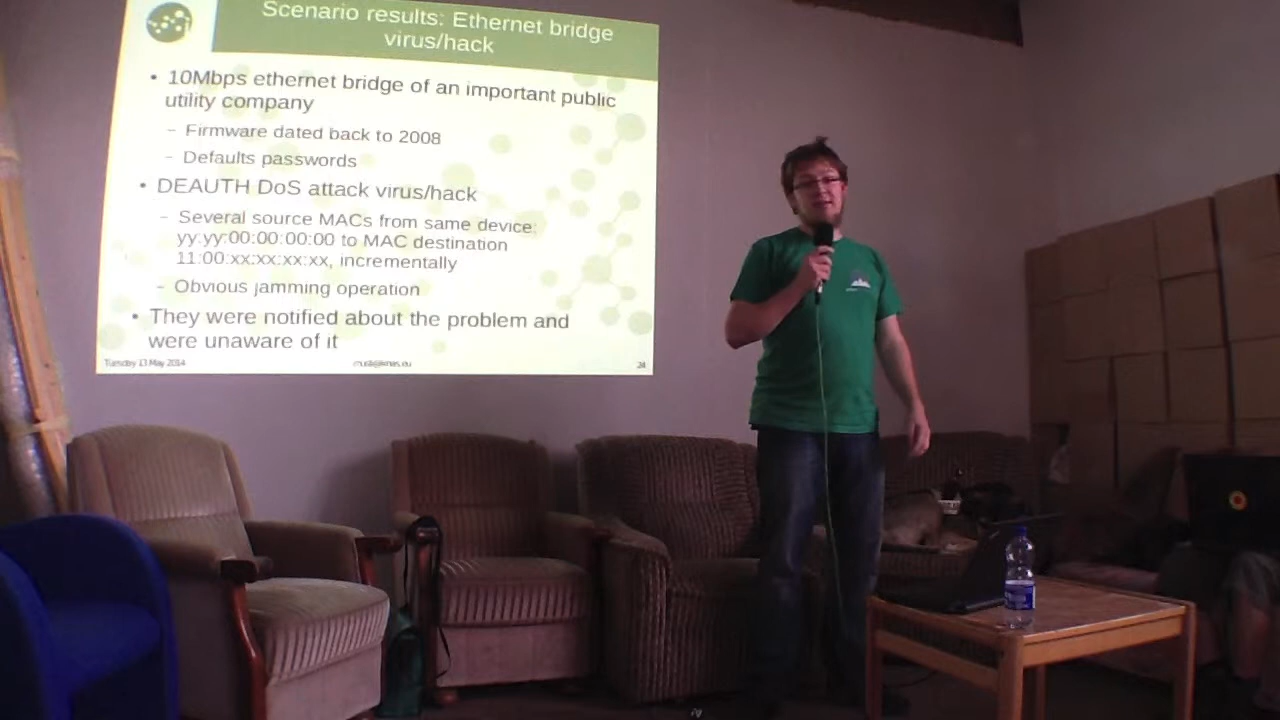 Scenario results: Ethernet bridge
virus/hack
• 10Mbps ethernet bridge of an important public
utility company
– Firmware dated back to 2008
– Defaults passwords
• DEAUTH DoS attack virus/hack
– Several source MACs from same device:
yy:yy:00:00:00:00 to MAC destination
11:00:xx:xx:xx:xx, incrementally
– Obvious jamming operation
• They were notified about the problem and
were unaware of it
Tuesday 13 May 2014
24